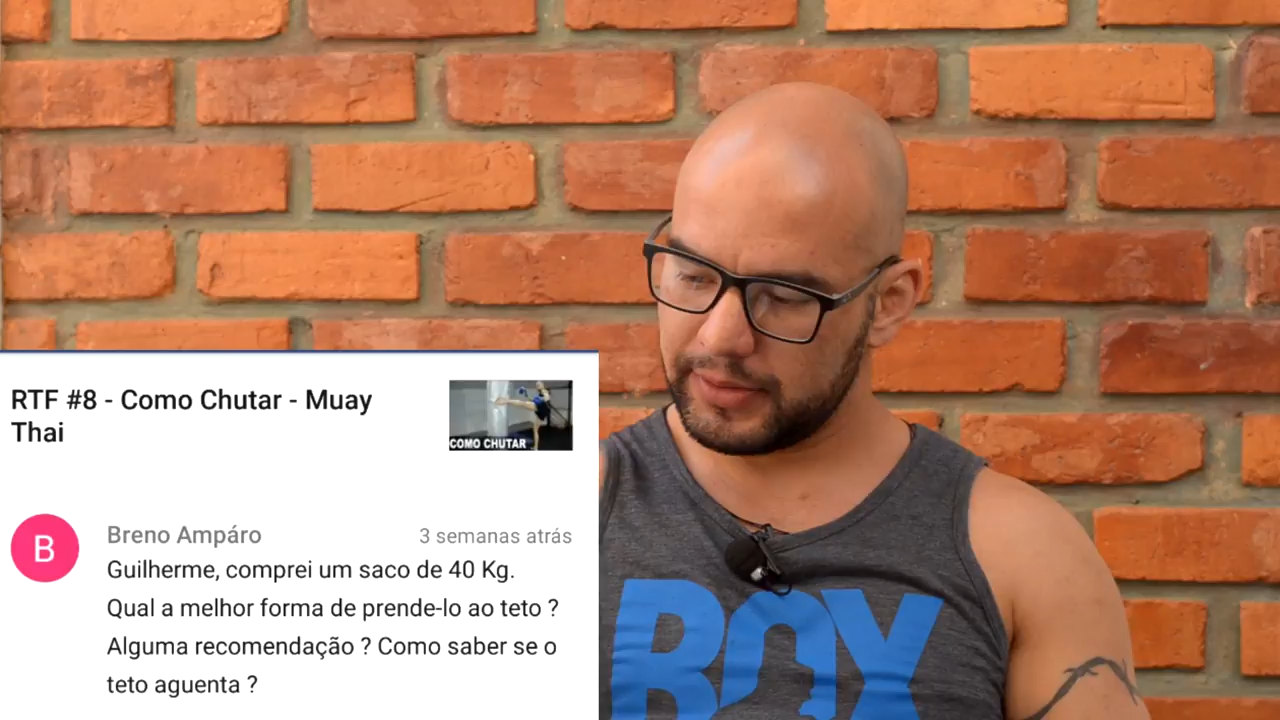 RTF #8 - Como Chutar - Muay
Thai
COMO CHUTAR
Breno Ampáro
3 semanas atrás
B
Guilherme, comprei um saco de 40 Kg.
Qual a melhor forma de prende-lo ao teto ?
Alguma recomendação ? Como saber se o
teto aguenta ?
BOX